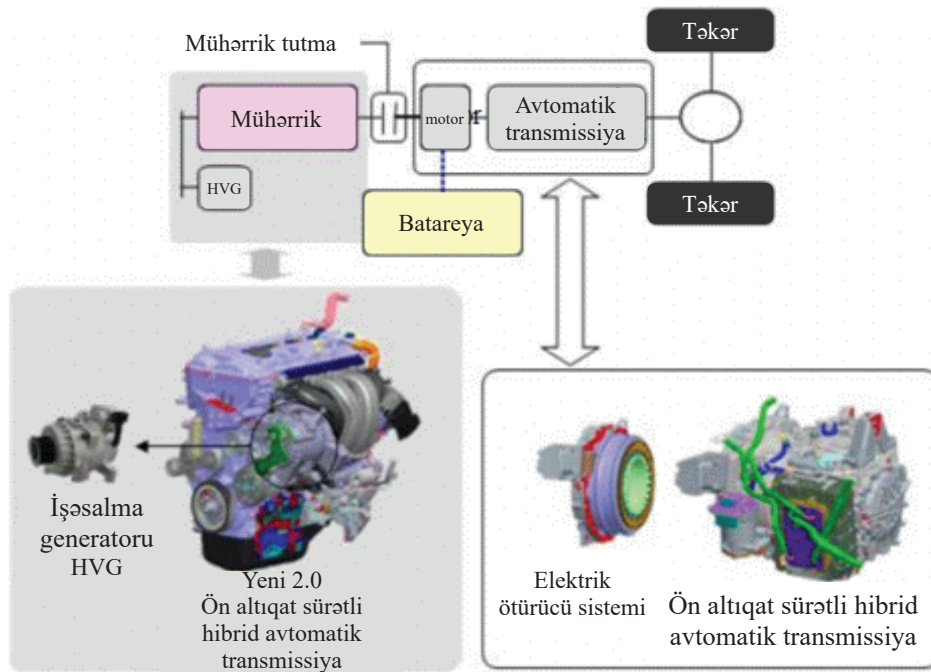 Təkər
Mühərrik tutma
Mühərrik
motor
Avtomatik
transmissiya
HVG
Batareya
Təkər
İşəsalma
generatoru
HVG
Yeni 2.0
Ön altıqat sürətli
hibrid avtomatik
transmissiya
Elektrik
ötürücü sistemi
Ön altıqat sürətli hibrid
avtomatik transmissiya